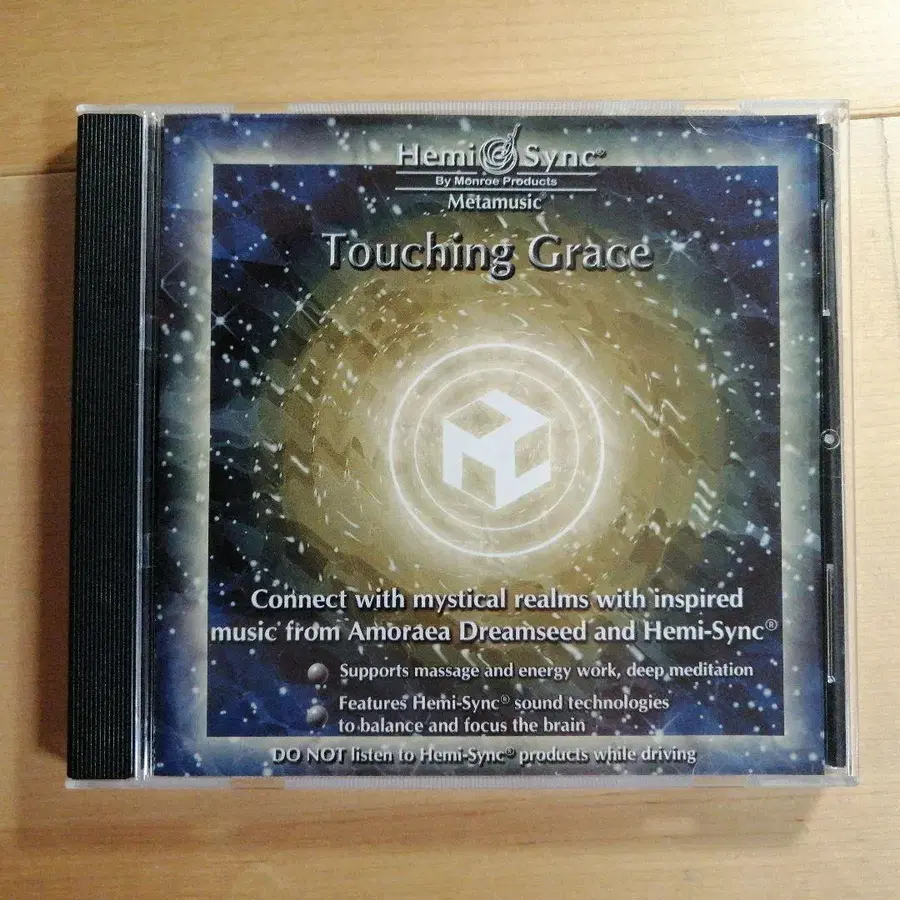 Hemi Sync®
By Monroe Products
Metamusic®
Touching Grace
Connect with mystical realms with inspired
music from Amoraea Dreamseed and Hemi-Sync®
Supports massage and energy work, deep meditation
Features Hemi-Sync® sound technologies
to balance and focus the brain
DO NOT listen to Hemi-Sync® products while driving